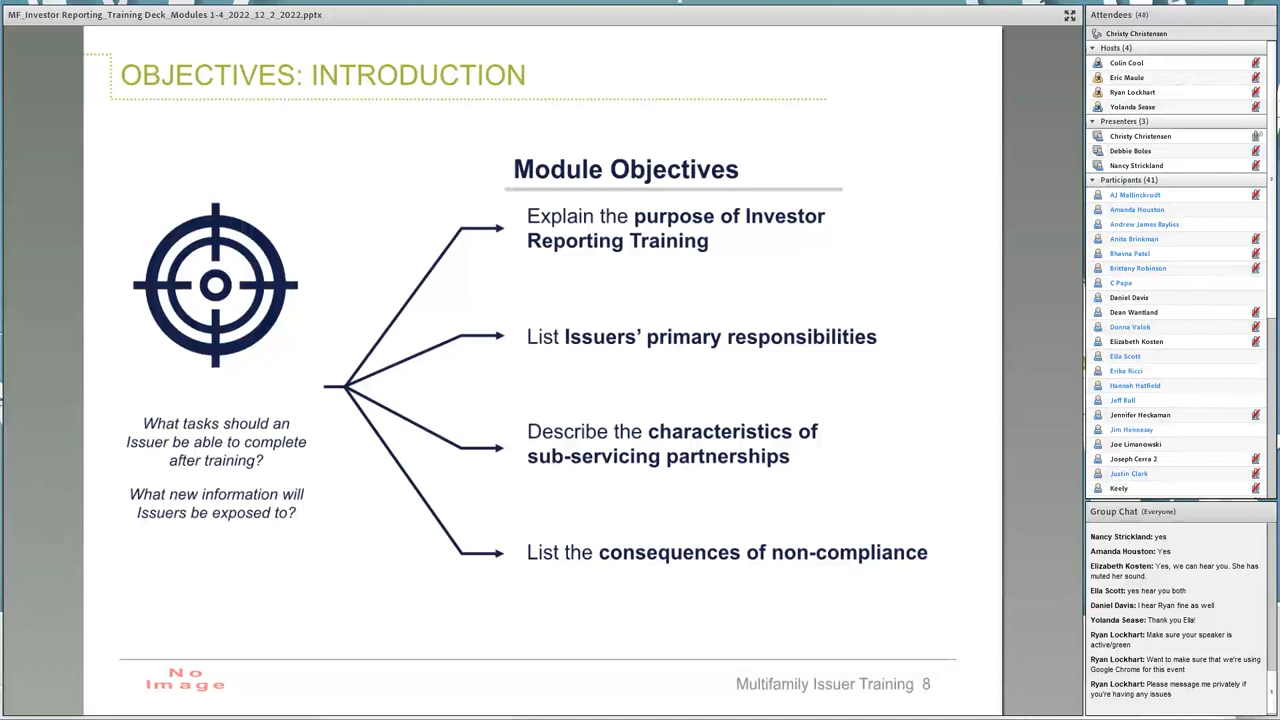 MF_Investor Reporting_Training Deck_Modules 1-4_2022_12_2_2022.pptx
OBJECTIVES: INTRODUCTION
Module Objectives
Explain the purpose of Investor
Reporting Training
List Issuers' primary responsibilities
Describe the characteristics of
sub-servicing partnerships
List the consequences of non-compliance
What tasks should an
Issuer be able to complete
after training?
What new information will
Issuers be exposed to?
No
Image
Multifamily Issuer Training 8
Attendees (48)
Christy Christensen
Hosts (4)
Colin Cool
Eric Maule
Ryan Lockhart
Yolanda Sease
Presenters (3)
Christy Christensen
Debbie Boles
Nancy Strickland
Participants (41)
AJ Mallinckrodt
Amanda Houston
Andrew James Bayliss
Anita Brinkman
Bhavna Patel
Brittany Robinson
C Papa
Daniel Davis
Dean Wantland
Donna Valek
Elizabeth Kosten
Ella Scott
Erika Ricci
Hannah Hatfield
Jeff Bull
Jennifer Heckaman
Jim Hennessy
Joe Limanowski
Joseph Cerra 2
Justin Clark
Keely
Group Chat (Everyone)
Nancy Strickland: yes
Amanda Houston: Yes
Elizabeth Kosten: Yes, we can hear you. She has
muted her sound.
Ella Scott: yes hear you both
Daniel Davis: I hear Ryan fine as well
Yolanda Sease: Thank you Ella!
Ryan Lockhart: Make sure your speaker is
active/green
Ryan Lockhart: Want to make sure that we're using
Google Chrome for this event
Ryan Lockhart: Please message me privately if
you're having any issues